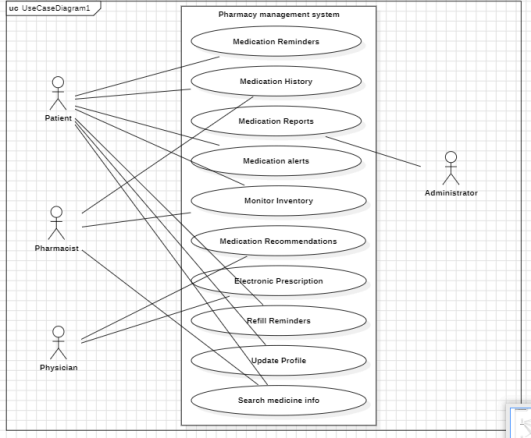 uc UseCaseDiagram1
Pharmacy management system
Medication Reminders
Medication History
Patient
Medication Reports
Medication alerts
Administrator
Monitor Inventory
Pharmacist
Medication Recommendations
Electronic Prescription
Refill Reminders
Physician
Update Profile
Search medicine info